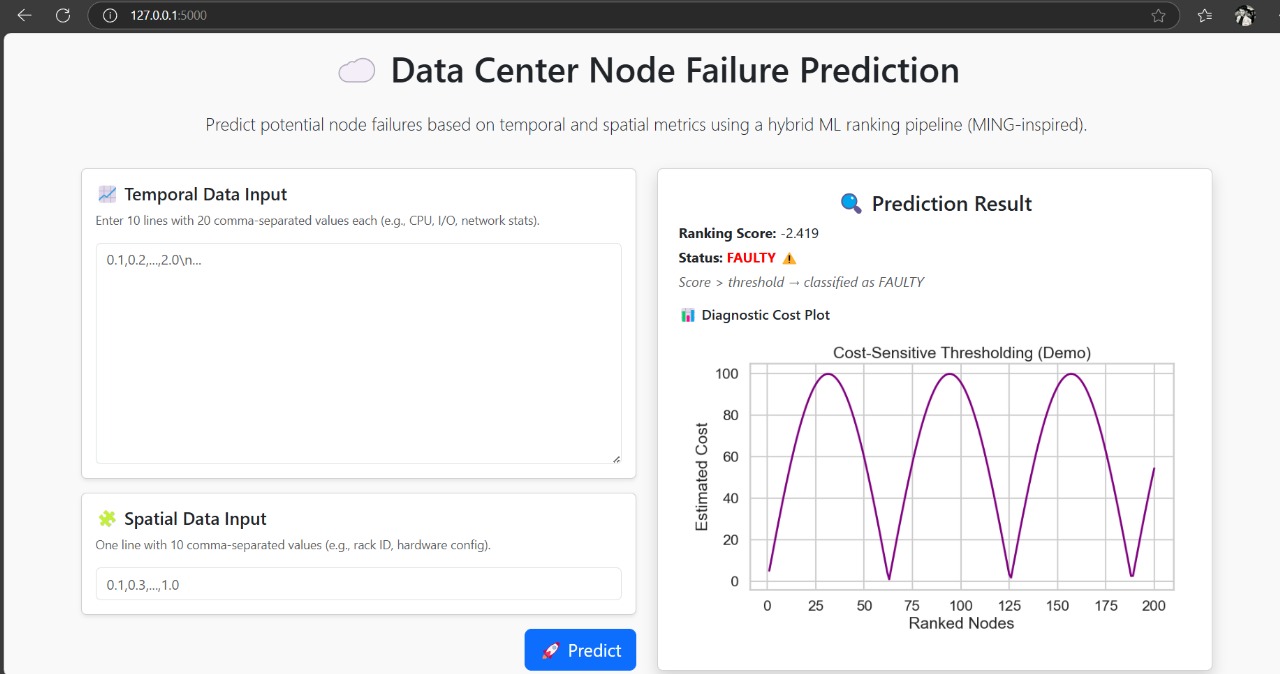 127.0.0.1:5000
Data Center Node Failure Prediction
Predict potential node failures based on temporal and spatial metrics using a hybrid ML ranking pipeline (MING-inspired).
Temporal Data Input
Enter 10 lines with 20 comma-separated values each (e.g., CPU, I/O, network stats).
0.1,0.2,...,2.0\n...
Spatial Data Input
One line with 10 comma-separated values (e.g., rack ID, hardware config).
0.1,0.3,...,1.0
Predict
Prediction Result
Ranking Score: -2.419
Status: FAULTY
Score > threshold → classified as FAULTY
Diagnostic Cost Plot
Cost-Sensitive Thresholding (Demo)
Estimated Cost
100
80
60
40
20
0
0 25 50 75 100 125 150 175 200
Ranked Nodes